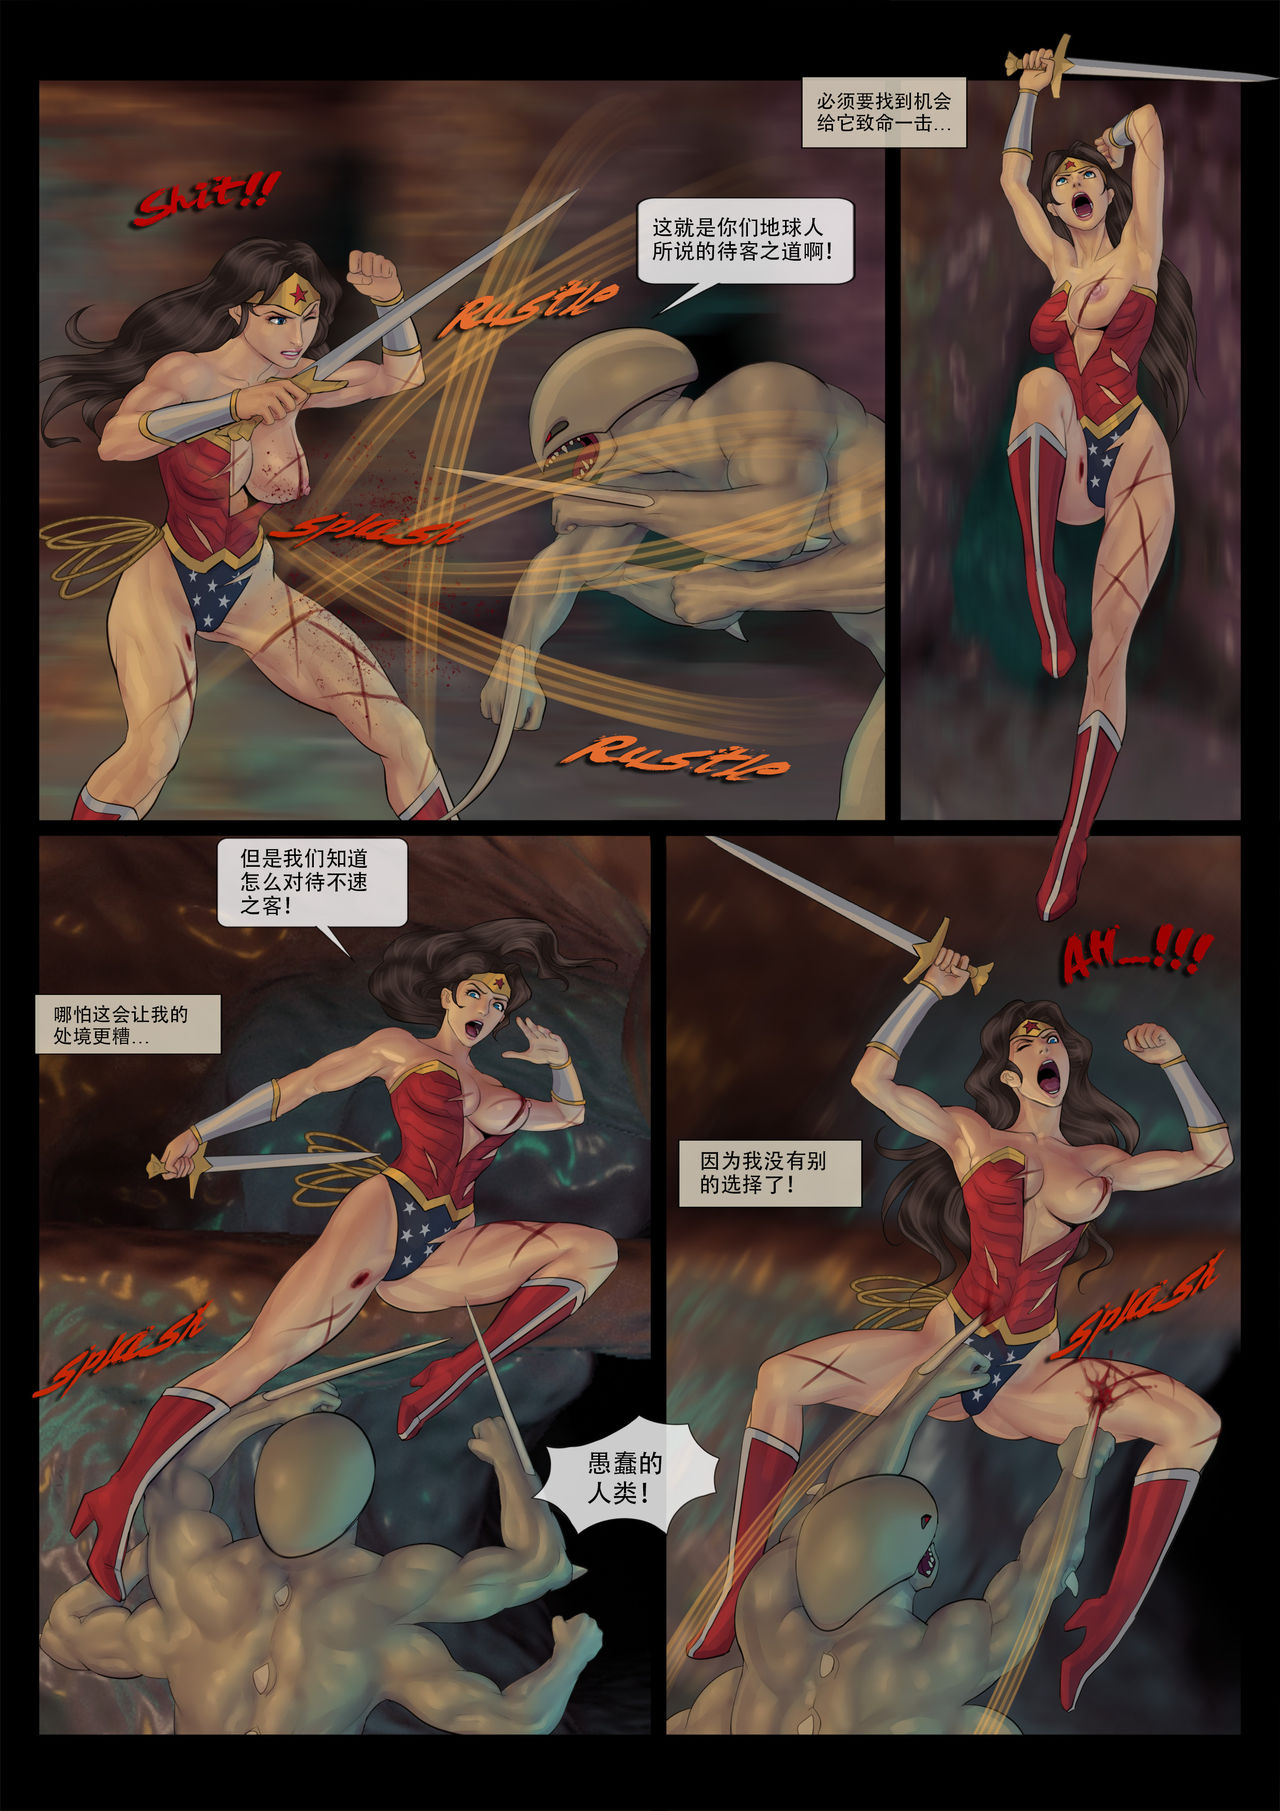 Shit!!
这就是你们地球人
所说的待客之道啊！
Rustle
Splash
Rustle
必须要找到机会
给它致命一击...
但是我们知道
怎么对待不速
之客！
哪怕这会让我的
处境更糟...
Splash
愚蠢的
人类！
AH__!!!
因为我没有别
的选择了！
Splash